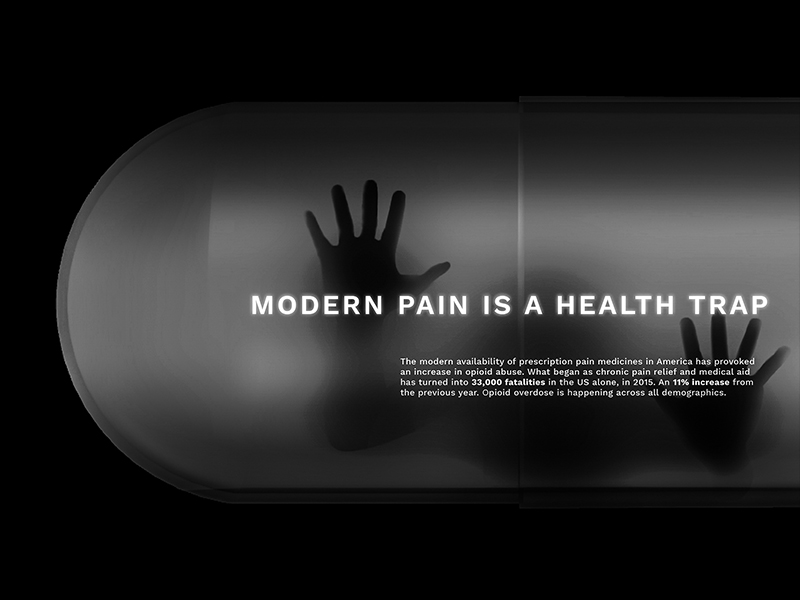 MODERN PAIN IS A HEALTH TRAP
The modern availability of prescription pain medicines in America has provoked
an increase in opioid abuse. What began as chronic pain relief and medical aid
has turned into 33,000 fatalities in the US alone, in 2015. An 11% increase from
the previous year. Opioid overdose is happening across all demographics.